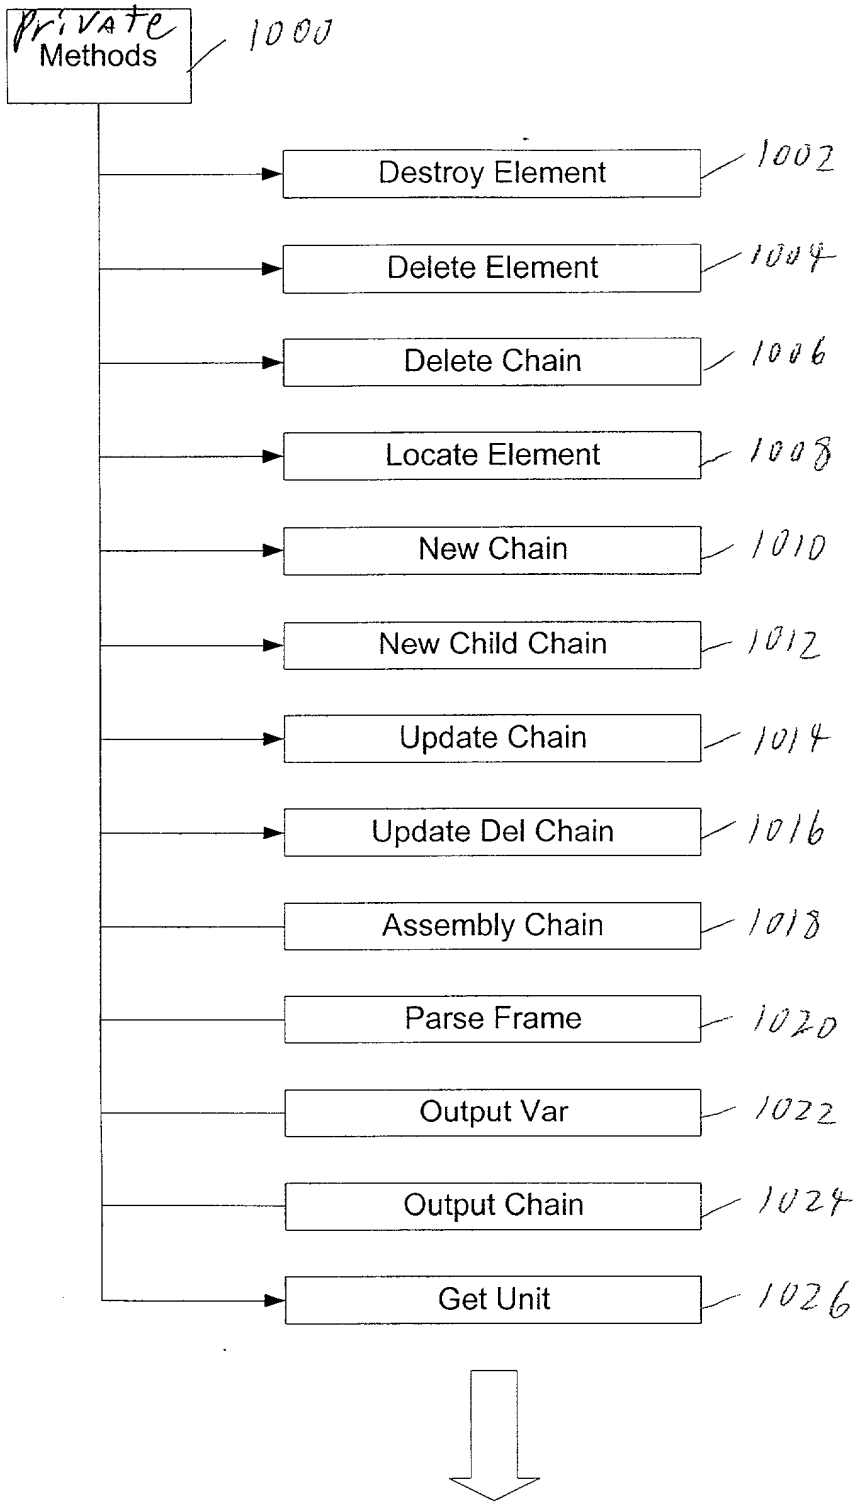 private 1000
Methods
Destroy Element 1002
Delete Element 1004
Delete Chain 1006
Locate Element 1008
New Chain 1010
New Child Chain 1012
Update Chain 1014
Update Del Chain 1016
Assembly Chain 1018
Parse Frame 1020
Output Var 1022
Output Chain 1024
Get Unit 1026